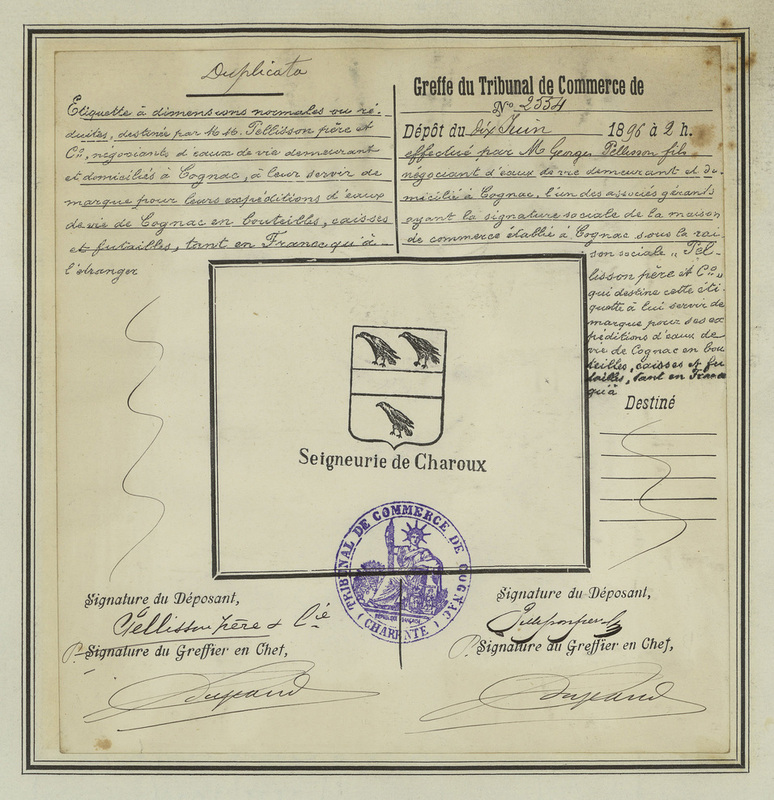 Duplicata
Etiquette à dimensions normales ou ré-
duites, destinée par M.M. Pellisson père et
Cº, négociants d'eaux de vie demeurant
et domiciliés à Cognac, à leur servir de
marque pour leurs expéditions d'eaux
de vie de Cognac en bouteilles, caisses
et futailles, tant en France qu'à
l'étranger
Greffe du Tribunal de Commerce de
Nº 2554
Dépôt du dix Juin 1896 à 2 h.
effectué par M George Pellisson fils
négociant d'eaux de vie demeurant et do-
micilié à Cognac, l'un des associés gérants
ayant la signature sociale de la maison
de commerce établie à Cognac sous la rai-
son sociale "Pel-
lisson père et Cº"
qui destine cette éti-
quette à lui servir de
marque pour ses ex
péditions d'eaux de
vie de Cognac en bou
teilles, caisses et fu
tailles, tant en France
qu'à
Destiné
Seigneurie de Charoux
TRIBUNAL DE COMMERCE DE COGNAC
(CHARENTE)
Signature du Déposant,
Pellisson père & Cie
P. Signature du Greffier en Chef,
Signature du Déposant,
P. Signature du Greffier en Chef,